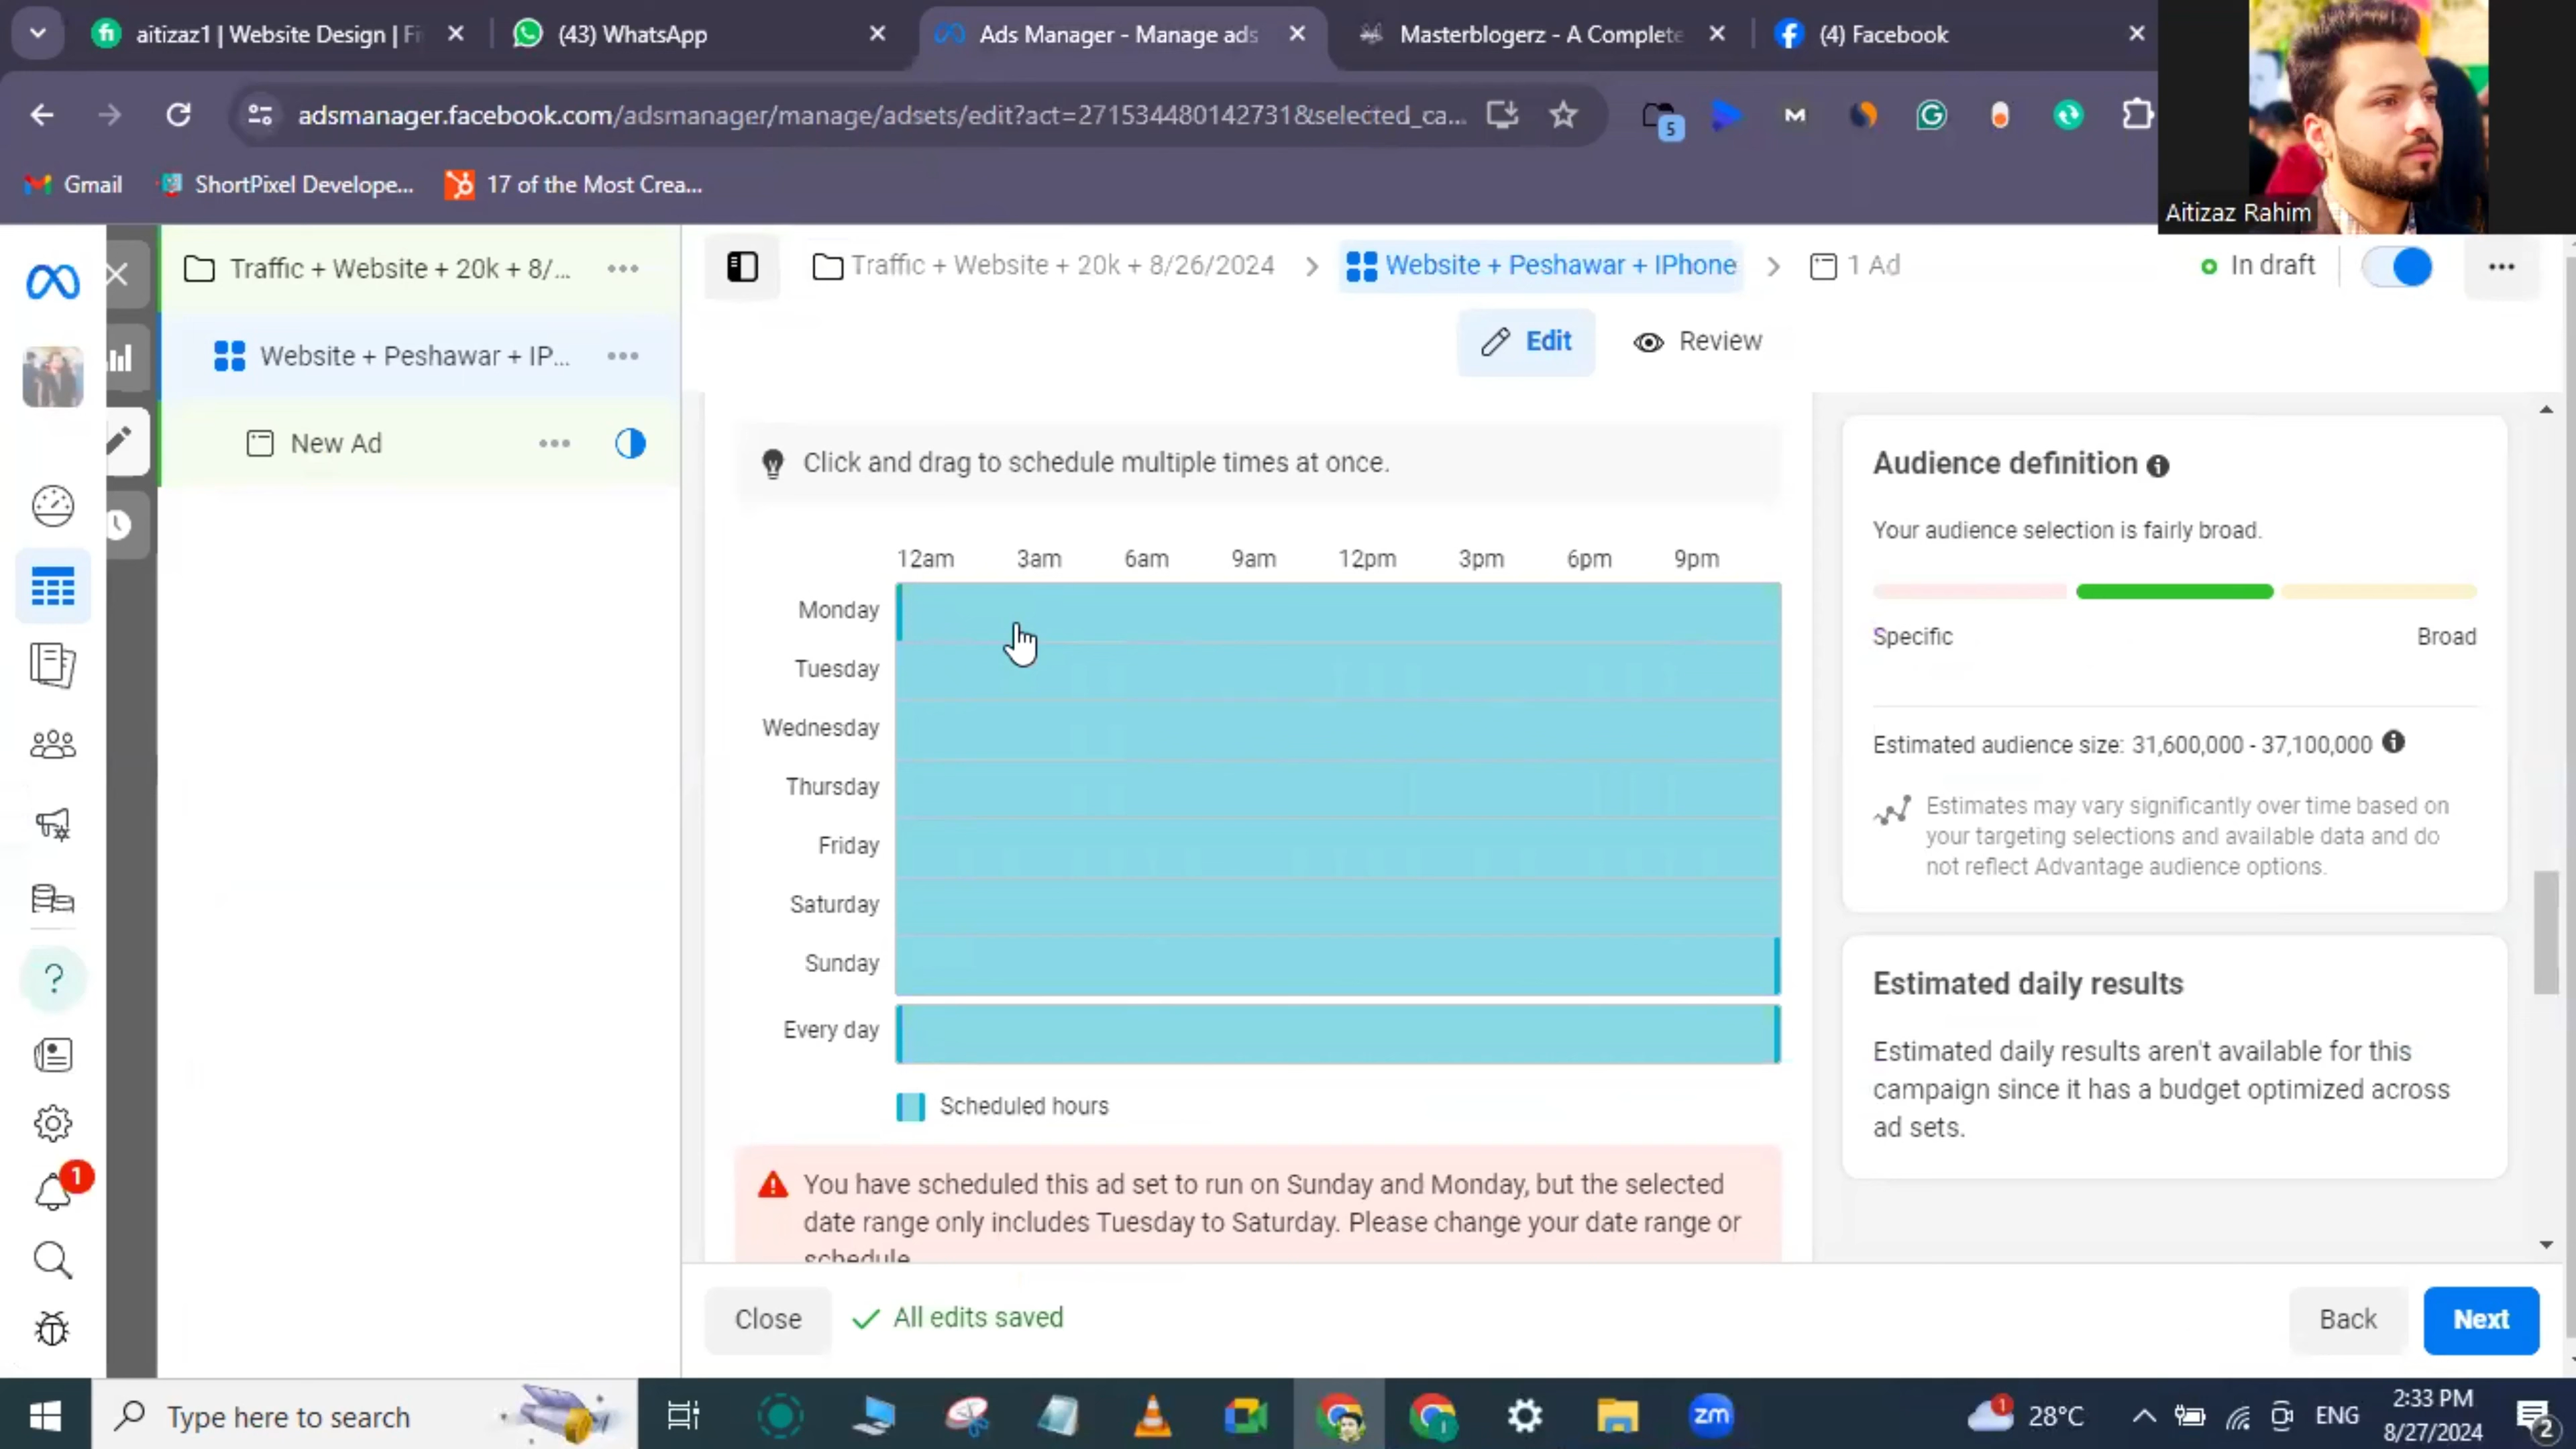 aitizaz1 | Website Design | Fi
(43) WhatsApp
Ads Manager - Manage ads
Masterblogerz - A Complete
(4) Facebook
adsmanager.facebook.com/adsmanager/manage/adsets/edit?act=271534480142731&selected_ca...
5
Gmail
ShortPixel Develope...
17 of the Most Crea...
Aitizaz Rahim
Traffic + Website + 20k + 8/...
Website + Peshawar + IP...
New Ad
Traffic + Website + 20k + 8/26/2024
Website + Peshawar + IPhone
1 Ad
In draft
Edit
Review
Click and drag to schedule multiple times at once.
12am 3am 6am 9am 12pm 3pm 6pm 9pm
Monday
Tuesday
Wednesday
Thursday
Friday
Saturday
Sunday
Every day
Scheduled hours
You have scheduled this ad set to run on Sunday and Monday, but the selected
date range only includes Tuesday to Saturday. Please change your date range or
schedule.
Audience definition
Your audience selection is fairly broad.
Specific
Broad
Estimated audience size: 31,600,000 - 37,100,000
Estimates may vary significantly over time based on
your targeting selections and available data and do
not reflect Advantage audience options.
Estimated daily results
Estimated daily results aren't available for this
campaign since it has a budget optimized across
ad sets.
1
Close
All edits saved
Back
Next
Type here to search
zm
1
28°C
ENG
2:33 PM
8/27/2024
2